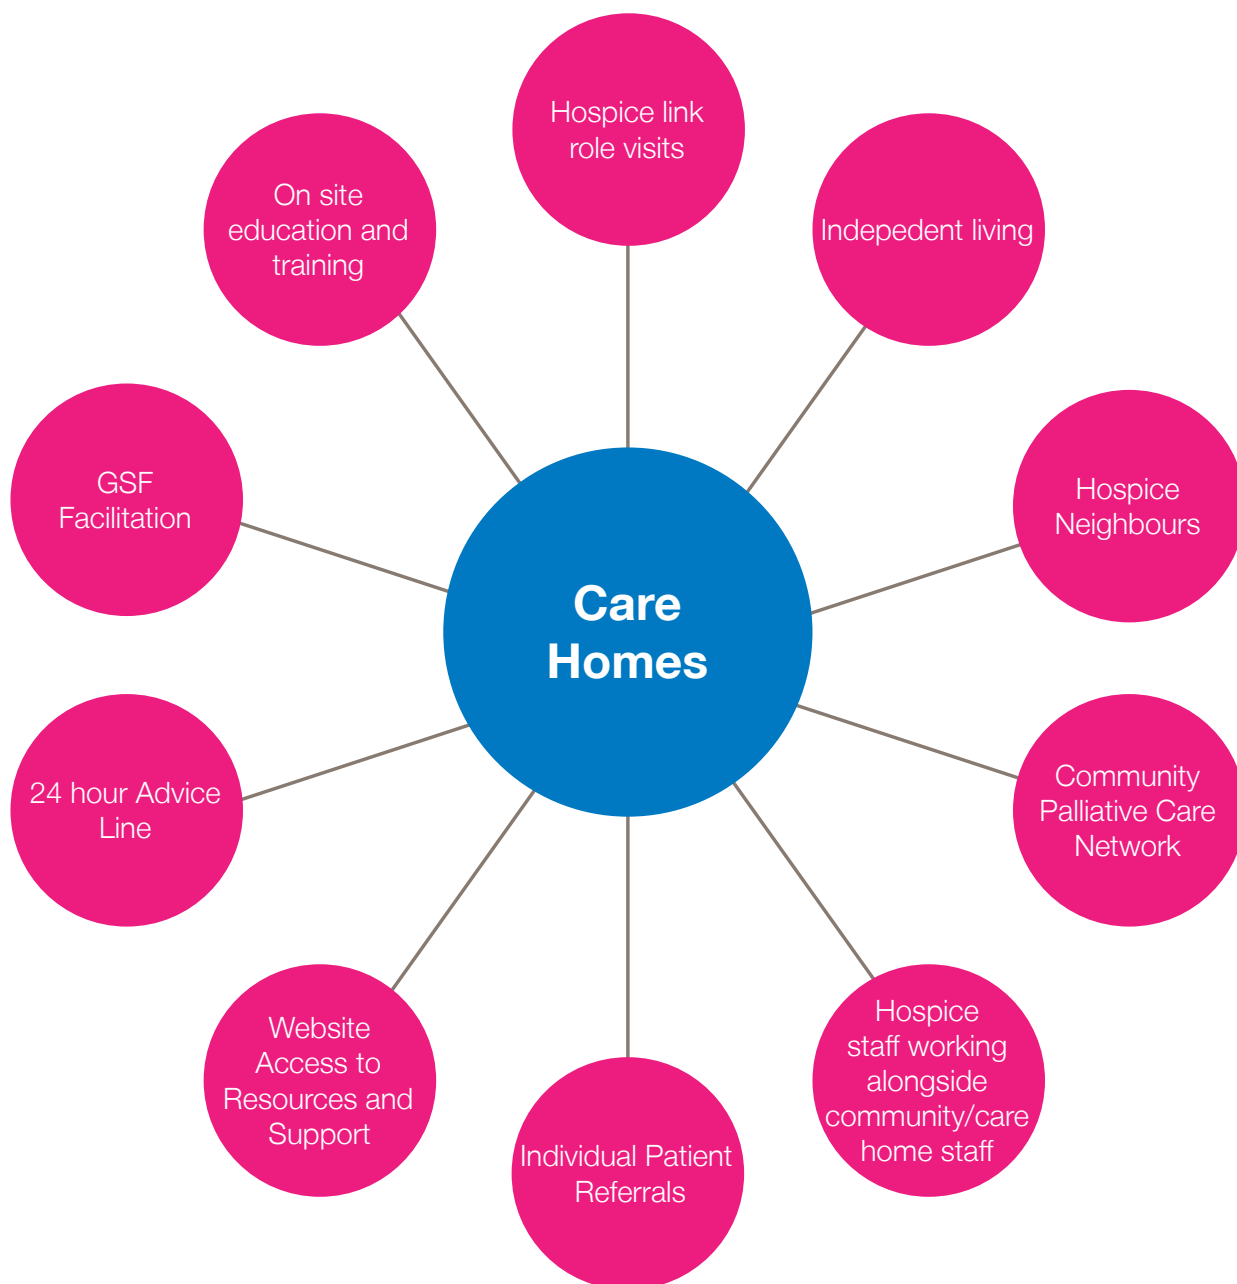 Hospice link
role visits
Indepedent living
Hospice
Neighbours
Community
Palliative Care
Network
Hospice
staff working
alongside
community/care
home staff
Individual Patient
Referrals
Website
Access to
Resources and
Support
24 hour Advice
Line
GSF
Facilitation
On site
education and
training
Care
Homes